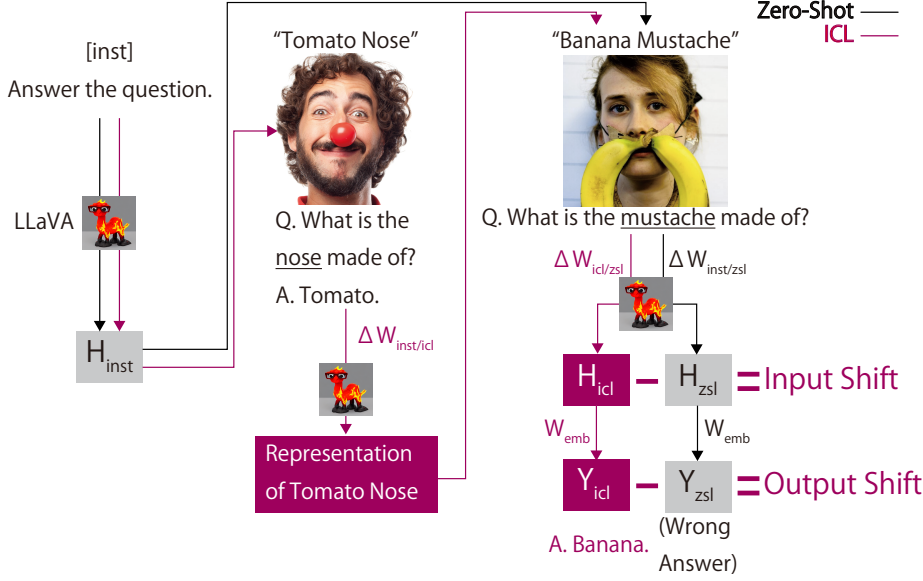 Zero-Shot
ICL
[inst]
Answer the question.
LLaVA
H_inst
“Tomato Nose”
Q. What is the
nose made of?
A. Tomato.
Δ W_inst/icl
Representation
of Tomato Nose
“Banana Mustache”
Q. What is the mustache made of?
Δ W_icl/zsl
Δ W_inst/zsl
H_icl
H_zsl
Input Shift
W_emb
W_emb
Y_icl
Y_zsl
Output Shift
A. Banana.
(Wrong
Answer)